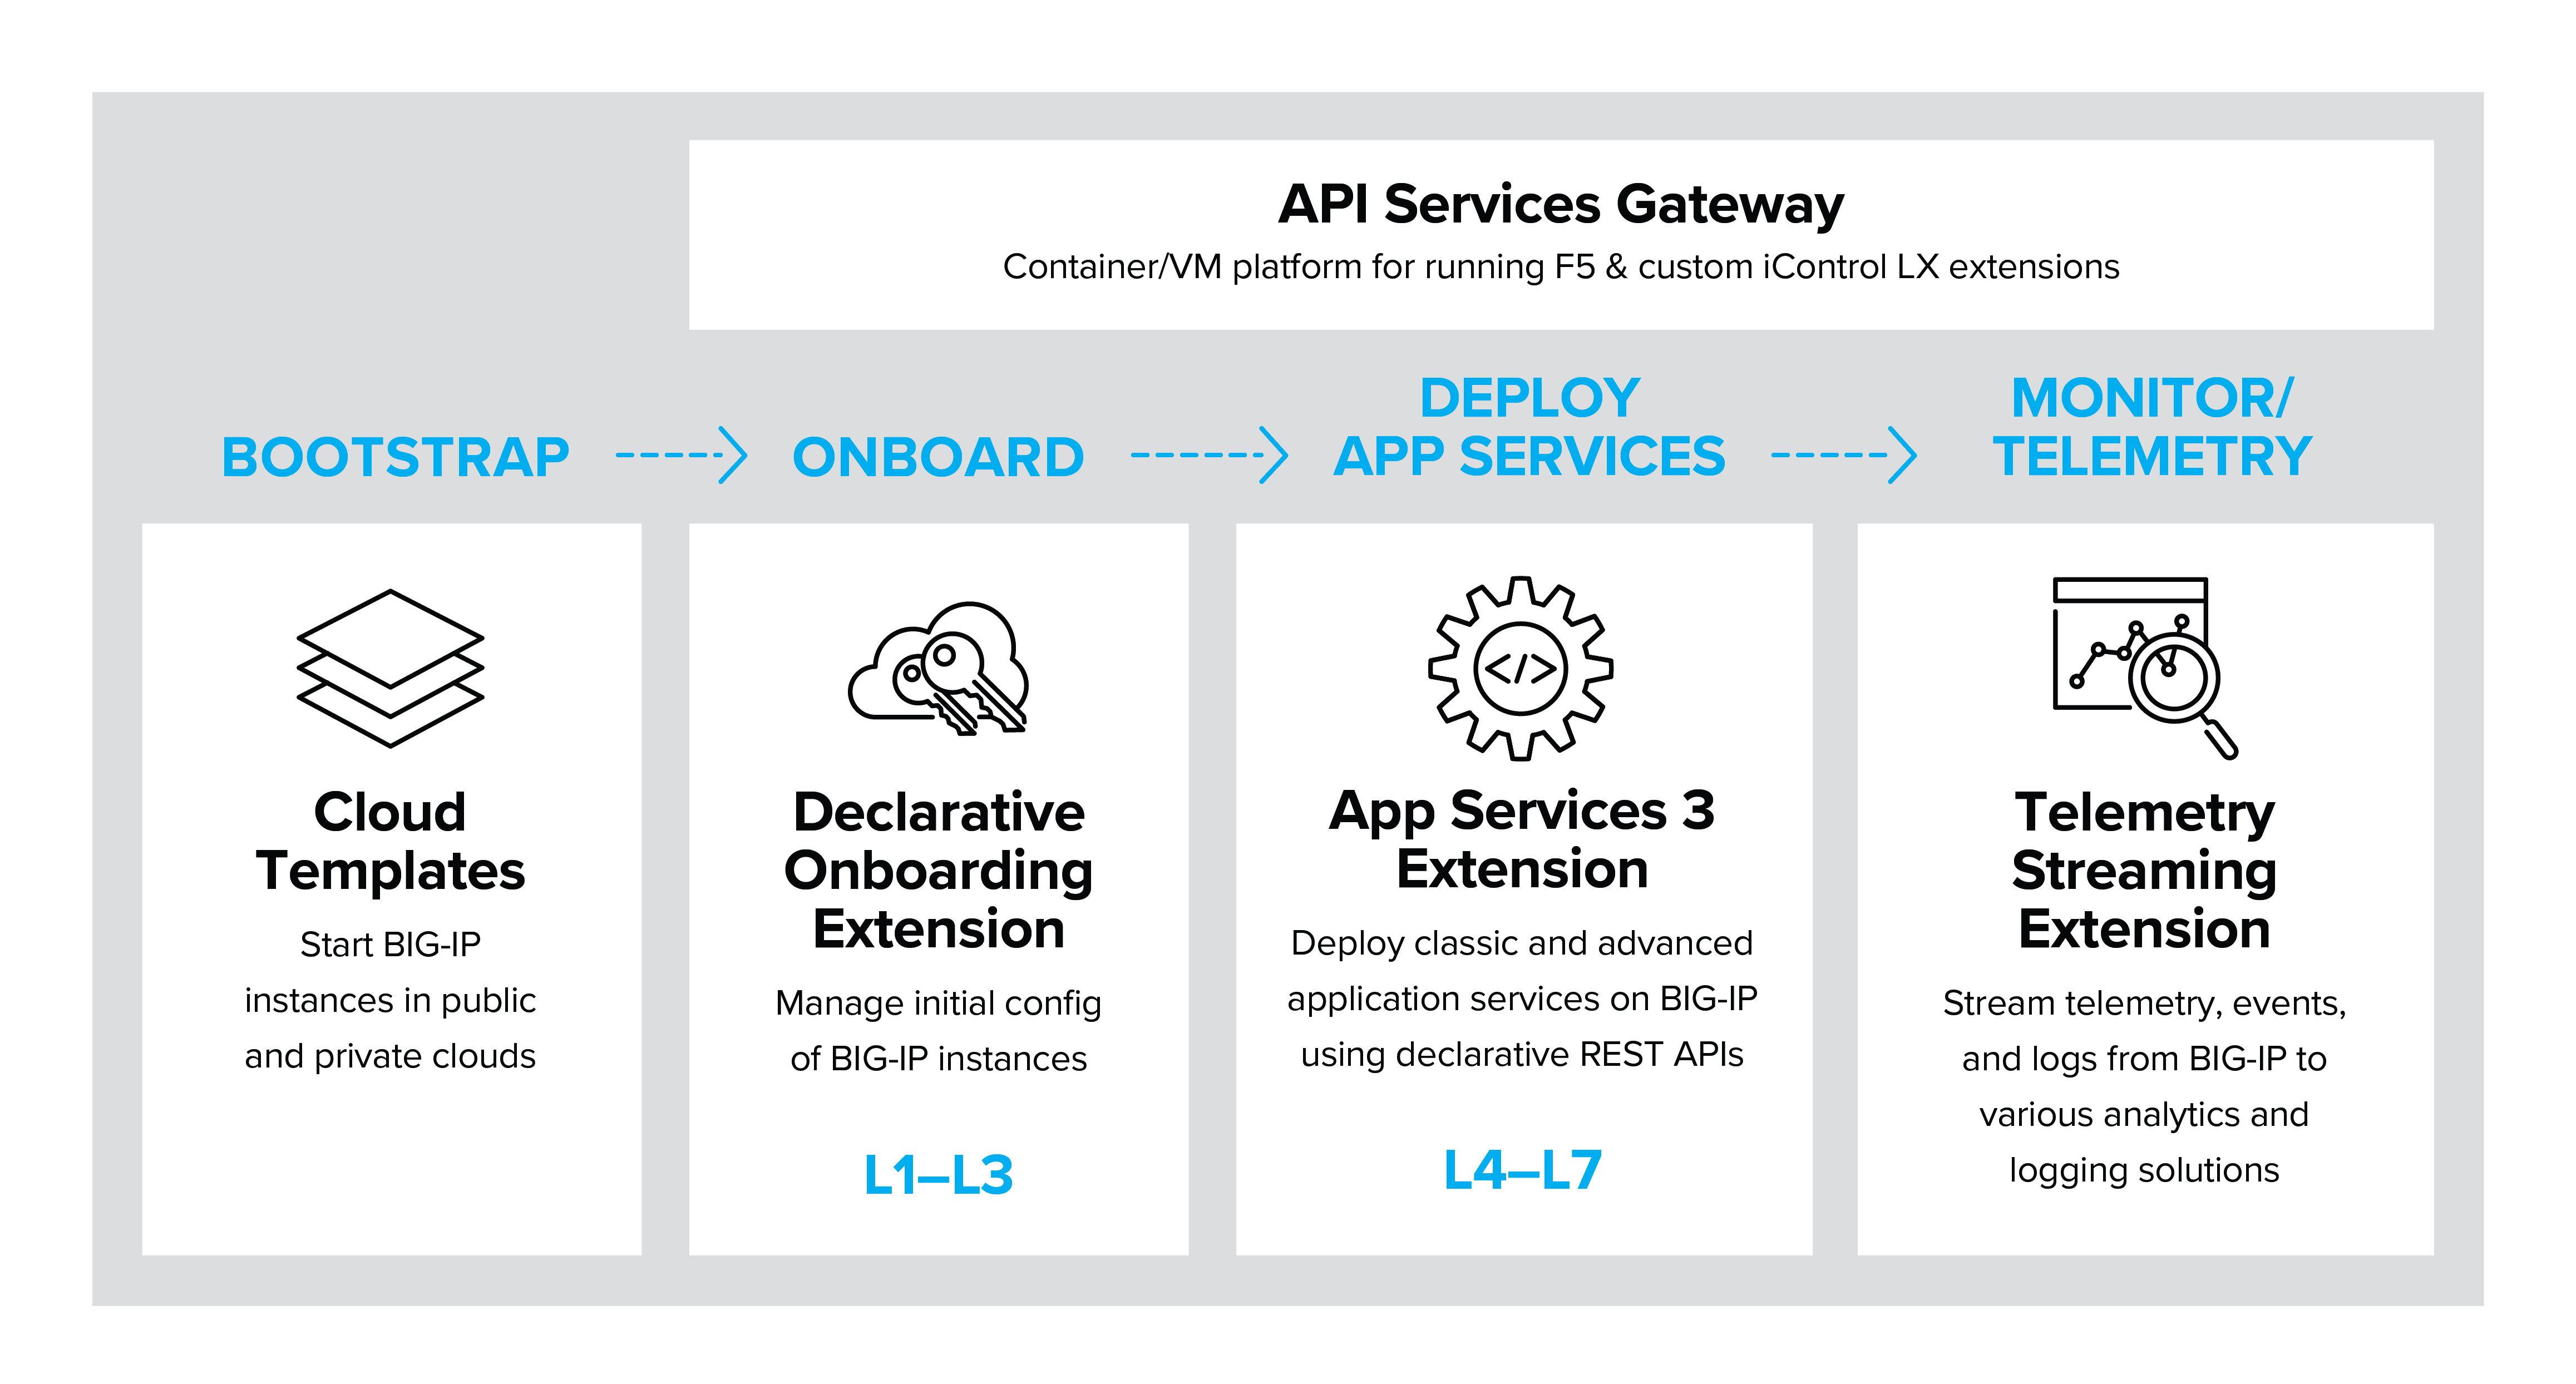 API Services Gateway
Container/VM platform for running F5 & custom iControl LX extensions
BOOTSTRAP
ONBOARD
DEPLOY
APP SERVICES
MONITOR/
TELEMETRY
</>
Cloud
Templates
Start BIG-IP
instances in public
and private clouds
Declarative
Onboarding
Extension
Manage initial config
of BIG-IP instances
L1–L3
App Services 3
Extension
Deploy classic and advanced
application services on BIG-IP
using declarative REST APIs
L4–L7
Telemetry
Streaming
Extension
Stream telemetry, events,
and logs from BIG-IP to
various analytics and
logging solutions